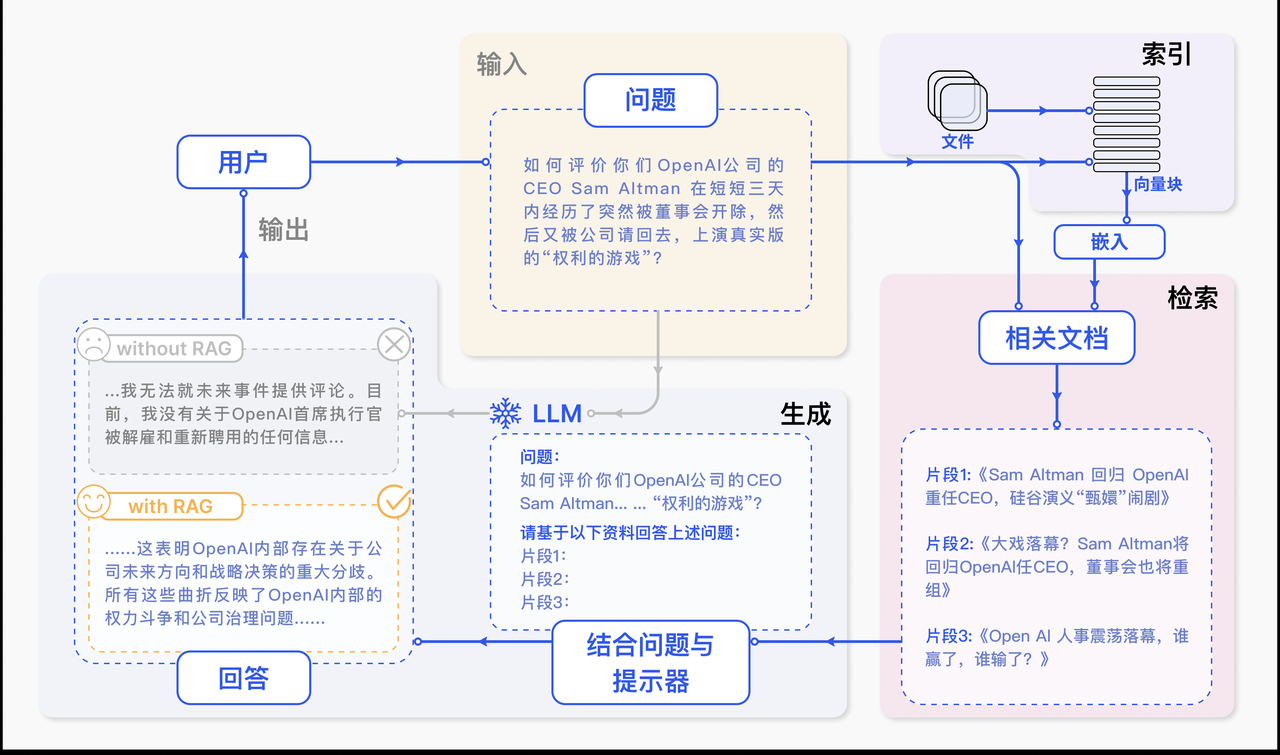 输入
问题
如何评价你们OpenAI公司的
CEO Sam Altman 在短短三天
内经历了突然被董事会开除，然
后又被公司请回去，上演真实版
的“权利的游戏”？
索引
文件
向量块
嵌入
用户
输出
检索
相关文档
片段1:《Sam Altman 回归 OpenAI
重任CEO，硅谷演义“甄嬛”闹剧》
片段2:《大戏落幕？Sam Altman将
回归OpenAI任CEO，董事会也将重
组》
片段3:《Open AI 人事震荡落幕，谁
赢了，谁输了？》
生成
LLM
问题：
如何评价你们OpenAI公司的CEO
Sam Altman... ... “权利的游戏”？
请基于以下资料回答上述问题：
片段1：
片段2：
片段3：
结合问题与
提示器
without RAG
...我无法就未来事件提供评论。目
前，我没有关于OpenAI首席执行官
被解雇和重新聘用的任何信息...
with RAG
......这表明OpenAI内部存在关于公
司未来方向和战略决策的重大分歧。
所有这些曲折反映了OpenAI内部的
权力斗争和公司治理问题......
回答